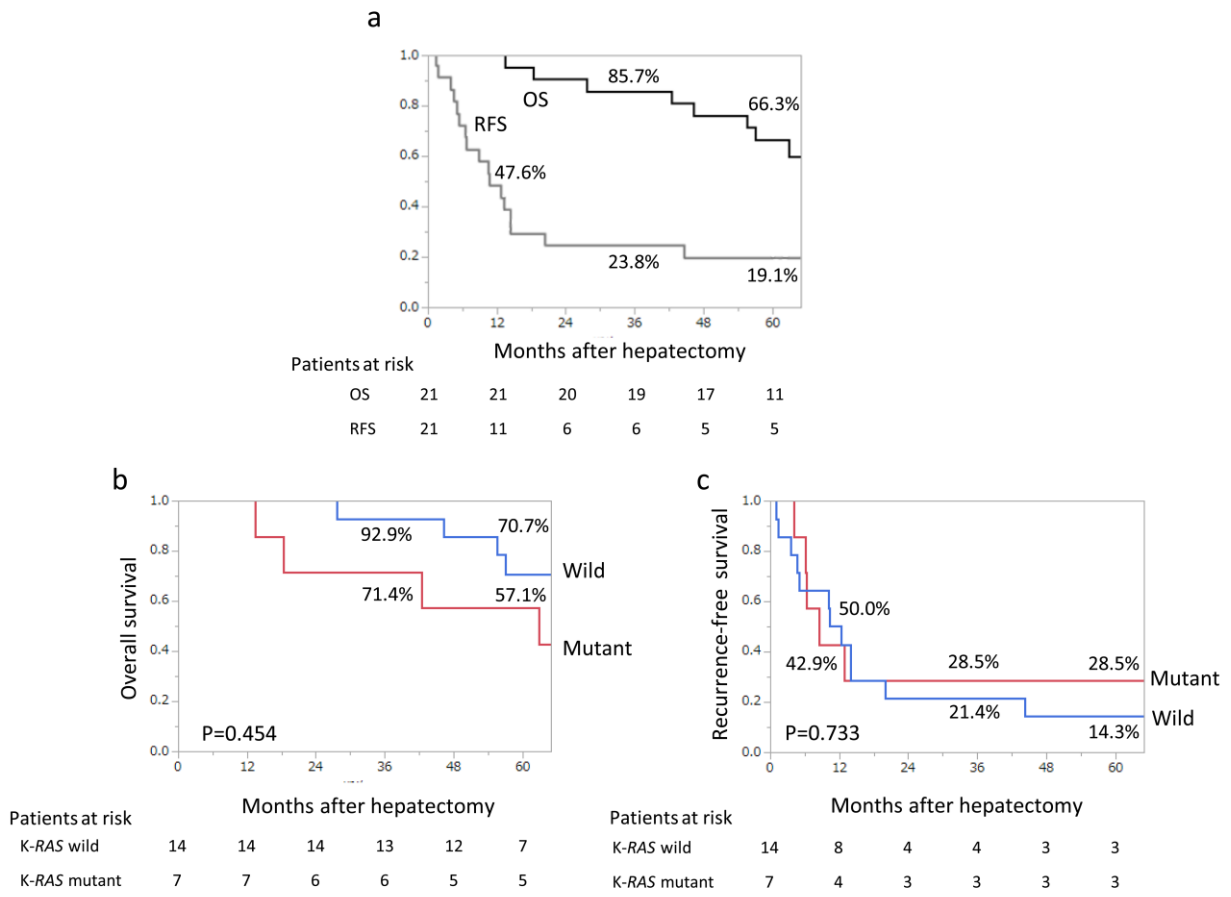 a
1.0
0.8
0.6
0.4
0.2
0.0
85.7%
66.3%
OS
RFS
47.6%
23.8%
19.1%
0 12 24 36 48 60
Months after hepatectomy
Patients at risk
OS 21 21 20 19 17 11
RFS 21 11 6 6 5 5
b
Overall survival
1.0
0.8
0.6
0.4
0.2
0.0
92.9%
70.7%
Wild
71.4%
57.1%
Mutant
P=0.454
0 12 24 36 48 60
Months after hepatectomy
Patients at risk
K-RAS wild 14 14 14 13 12 7
K-RAS mutant 7 7 6 6 5 5
c
Recurrence-free survival
1.0
0.8
0.6
0.4
0.2
0.0
50.0%
42.9%
28.5%
28.5%
Mutant
21.4%
Wild
14.3%
P=0.733
0 12 24 36 48 60
Months after hepatectomy
Patients at risk
K-RAS wild 14 8 4 4 3 3
K-RAS mutant 7 4 3 3 3 3